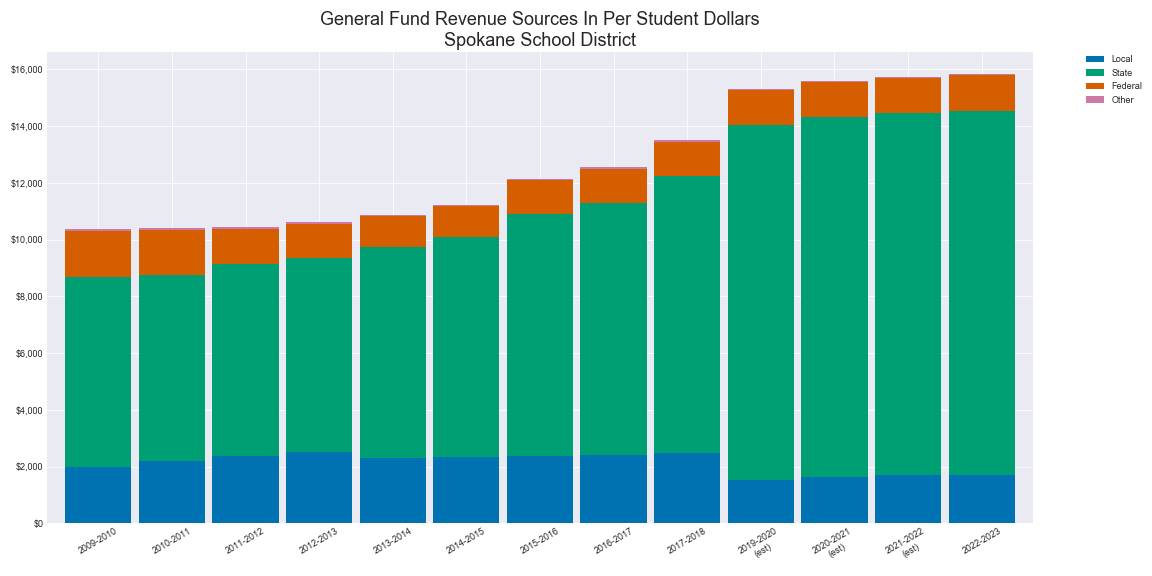 General Fund Revenue Sources In Per Student Dollars
Spokane School District
$16,000
$14,000
$12,000
$10,000
$8,000
$6,000
$4,000
$2,000
$0
Local
State
Federal
Other
2009-2010
2010-2011
2011-2012
2012-2013
2013-2014
2014-2015
2015-2016
2016-2017
2017-2018
2019-2020
(est)
2020-2021
(est)
2021-2022
(est)
2022-2023